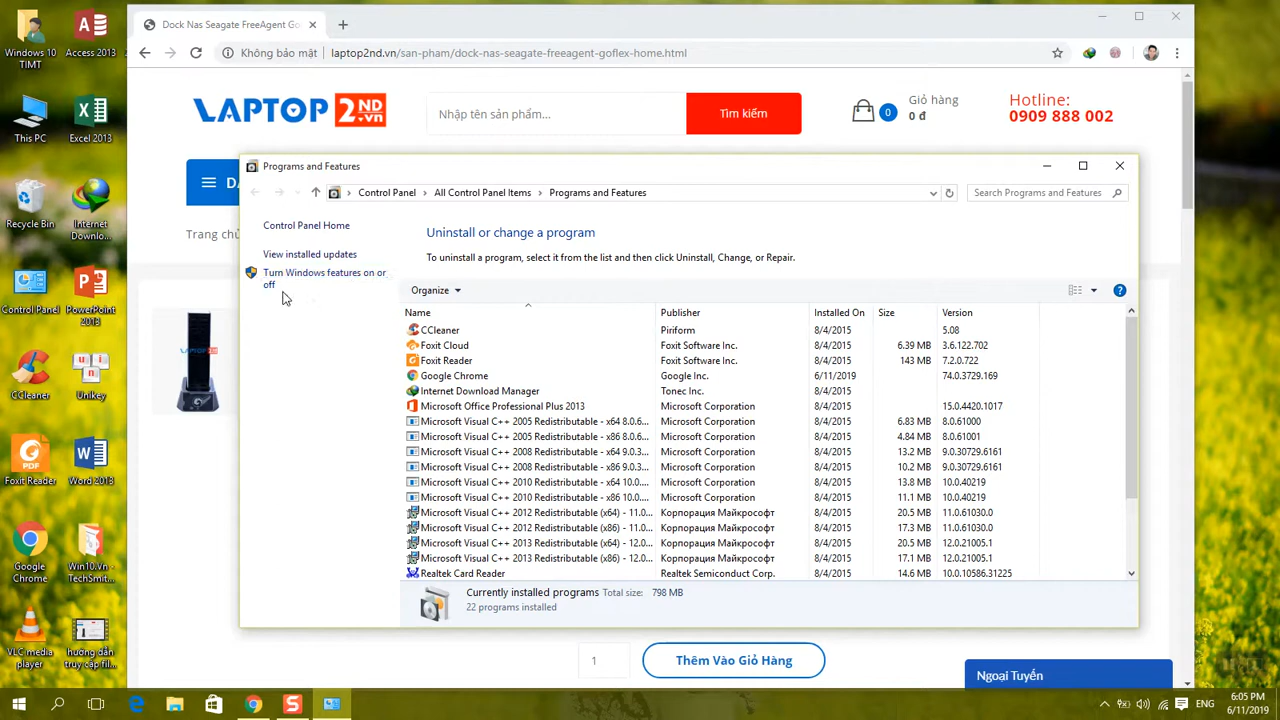 Dock Nas Seagate FreeAgent Go
Không bảo mật
laptop2nd.vn/san-pham/dock-nas-seagate-freeagent-goflex-home.html
LAPTOP 2ND.VN
Nhập tên sản phẩm...
Tìm kiếm
0
Giỏ hàng
0 đ
Hotline:
0909 888 002
Trang chủ
Programs and Features
Control Panel > All Control Panel Items > Programs and Features
Search Programs and Features
Control Panel Home
View installed updates
Turn Windows features on or
off
Uninstall or change a program
To uninstall a program, select it from the list and then click Uninstall, Change, or Repair.
Organize
Name Publisher Installed On Size Version
CCleaner Piriform 8/4/2015 5.08
Foxit Cloud Foxit Software Inc. 8/4/2015 6.39 MB 3.6.122.702
Foxit Reader Foxit Software Inc. 8/4/2015 143 MB 7.2.0.722
Google Chrome Google Inc. 6/11/2019 74.0.3729.169
Internet Download Manager Tonec Inc. 8/4/2015
Microsoft Office Professional Plus 2013 Microsoft Corporation 8/4/2015 15.0.4420.1017
Microsoft Visual C++ 2005 Redistributable - x64 8.0.6... Microsoft Corporation 8/4/2015 6.83 MB 8.0.61000
Microsoft Visual C++ 2005 Redistributable - x86 8.0.6... Microsoft Corporation 8/4/2015 4.84 MB 8.0.61001
Microsoft Visual C++ 2008 Redistributable - x64 9.0.3... Microsoft Corporation 8/4/2015 13.2 MB 9.0.30729.6161
Microsoft Visual C++ 2008 Redistributable - x86 9.0.3... Microsoft Corporation 8/4/2015 10.2 MB 9.0.30729.6161
Microsoft Visual C++ 2010 Redistributable - x64 10.0... Microsoft Corporation 8/4/2015 13.8 MB 10.0.40219
Microsoft Visual C++ 2010 Redistributable - x86 10.0... Microsoft Corporation 8/4/2015 11.1 MB 10.0.40219
Microsoft Visual C++ 2012 Redistributable (x64) - 11.0... Корпорация Майкрософт 8/4/2015 20.5 MB 11.0.61030.0
Microsoft Visual C++ 2012 Redistributable (x86) - 11.0... Корпорация Майкрософт 8/4/2015 17.3 MB 11.0.61030.0
Microsoft Visual C++ 2013 Redistributable (x64) - 12.0... Корпорация Майкрософт 8/4/2015 20.5 MB 12.0.21005.1
Microsoft Visual C++ 2013 Redistributable (x86) - 12.0... Корпорация Майкрософт 8/4/2015 17.1 MB 12.0.21005.1
Realtek Card Reader Realtek Semiconduct Corp. 8/4/2015 14.6 MB 10.0.10586.31225
Currently installed programs Total size: 798 MB
22 programs installed
1
Thêm Vào Giỏ Hàng
Ngoại Tuyến
Windows 10
TIMT
Access 2013
This PC
Excel 2013
Recycle Bin
Internet
Downlo...
Control Panel
PowerPoint
2013
CCleaner
Unikey
Foxit Reader
Word 2013
Google
Chrome
Win10.Vn -
TechSmit...
VLC media
player
hướng dẫn
truy cập fil...
ENG
6:05 PM
6/11/2019